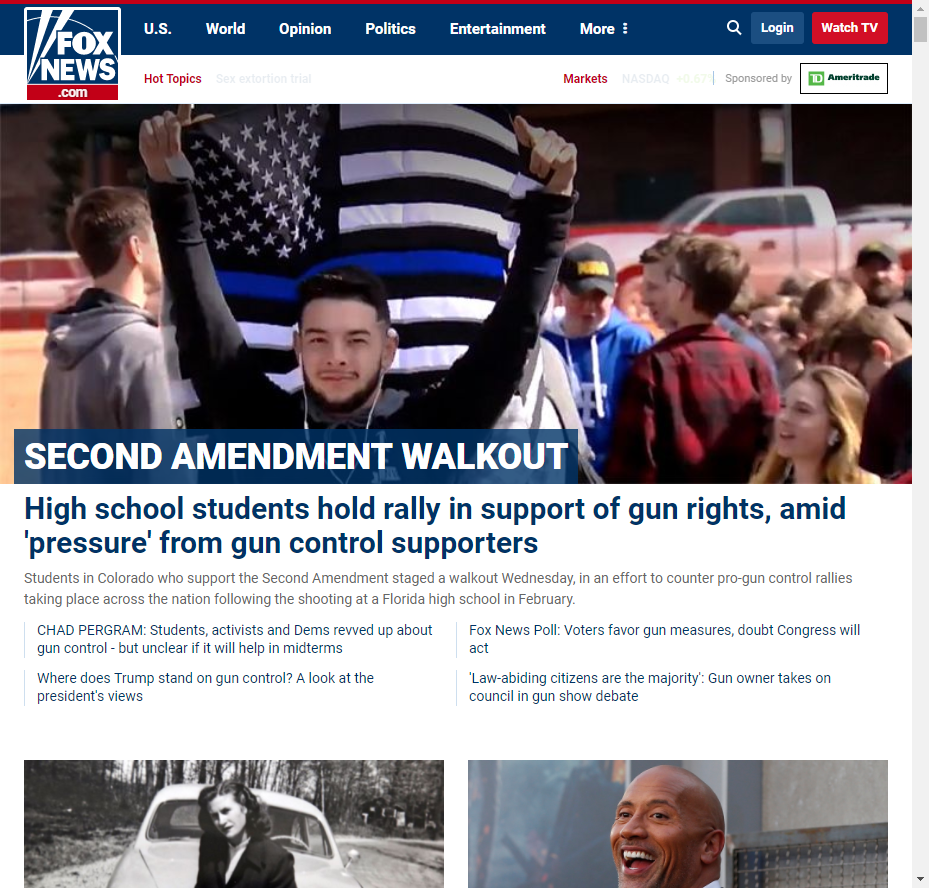 FOX
NEWS
.com
U.S. World Opinion Politics Entertainment More Login Watch TV
Hot Topics Sex extortion trial Markets NASDAQ Sponsored by TD Ameritrade
SECOND AMENDMENT WALKOUT
High school students hold rally in support of gun rights, amid
'pressure' from gun control supporters
Students in Colorado who support the Second Amendment staged a walkout Wednesday, in an effort to counter pro-gun control rallies
taking place across the nation following the shooting at a Florida high school in February.
CHAD PERGRAM: Students, activists and Dems revved up about
gun control - but unclear if it will help in midterms
Fox News Poll: Voters favor gun measures, doubt Congress will
act
Where does Trump stand on gun control? A look at the
president's views
'Law-abiding citizens are the majority': Gun owner takes on
council in gun show debate